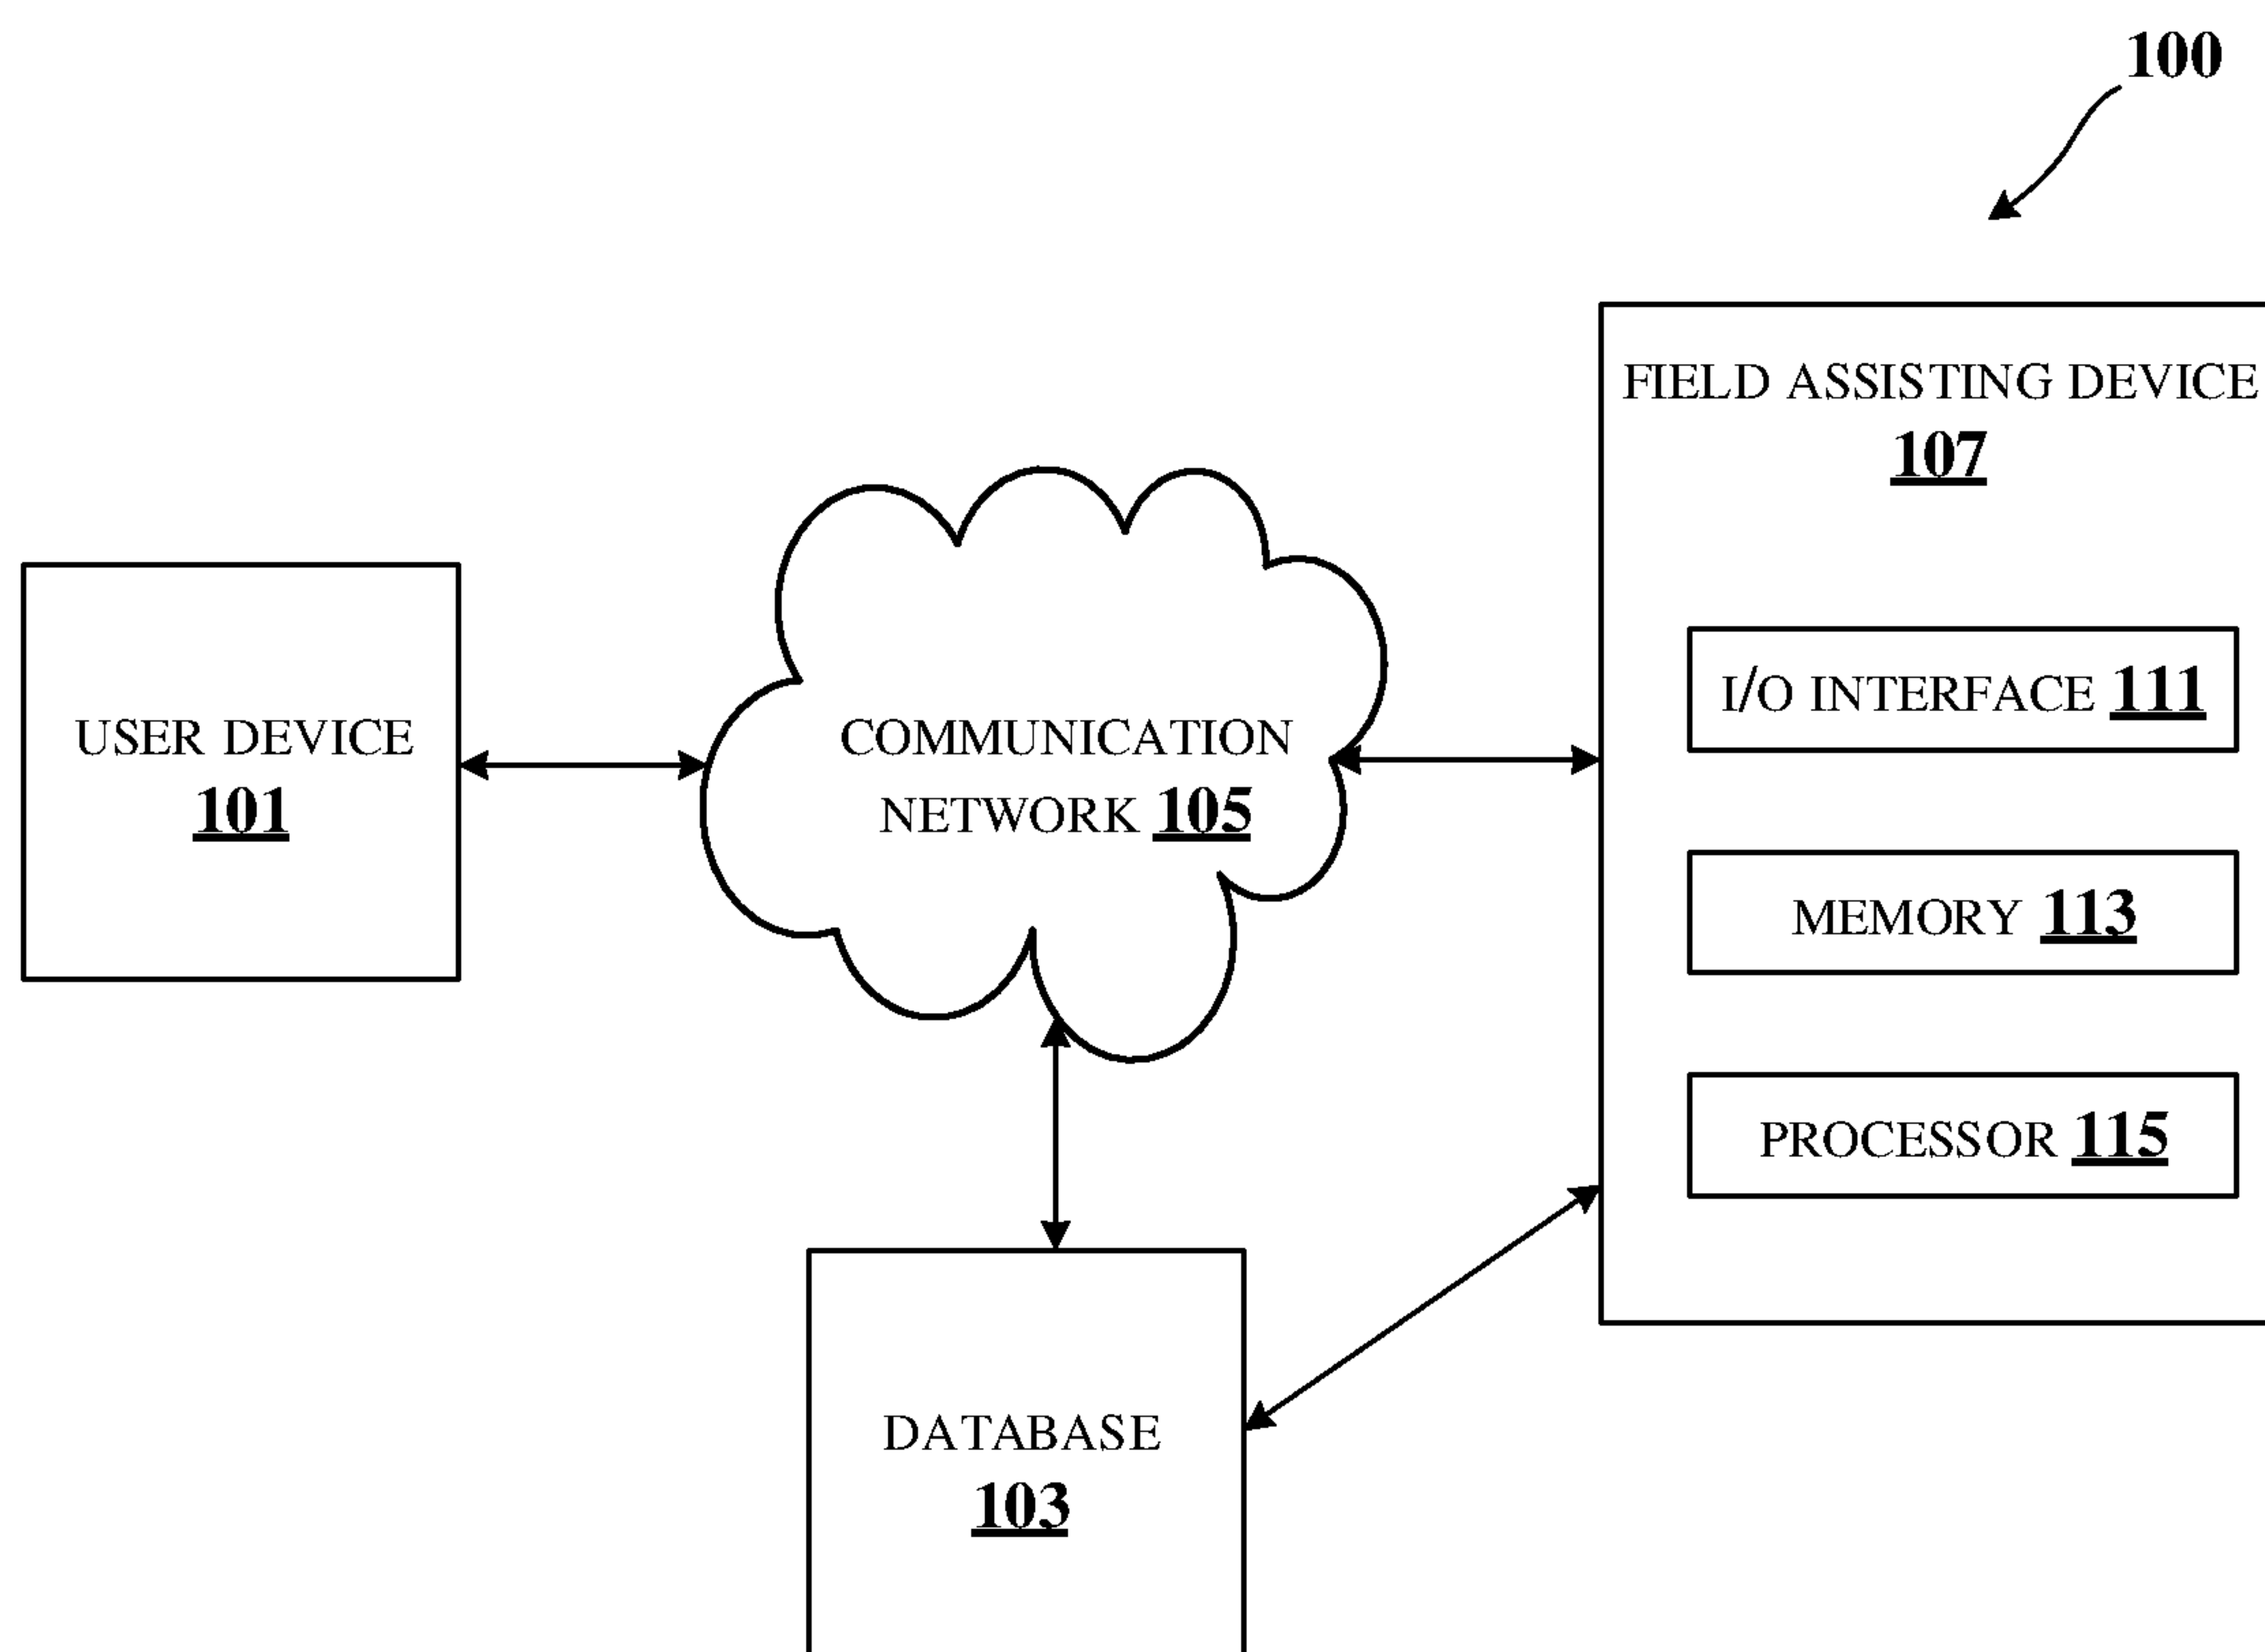 100
FIELD ASSISTING DEVICE
107
I/O INTERFACE 111
MEMORY 113
PROCESSOR 115
USER DEVICE
101
COMMUNICATION
NETWORK 105
DATABASE
103